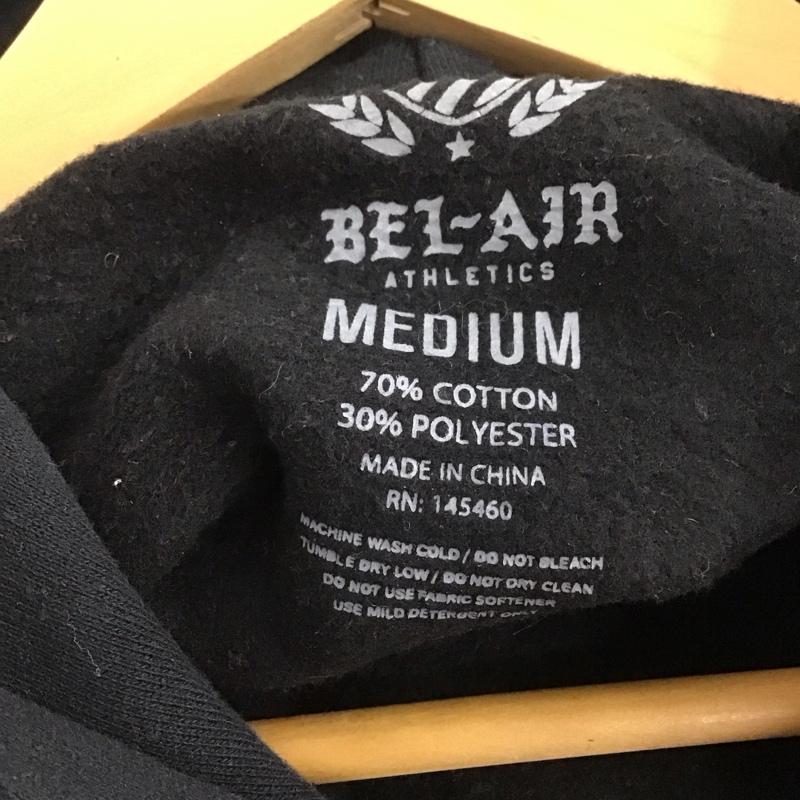 BEL-AIR
ATHLETICS
MEDIUM
70% COTTON
30% POLYESTER
MADE IN CHINA
RN: 145460
MACHINE WASH COLD / DO NOT BLEACH
TUMBLE DRY LOW / DO NOT DRY CLEAN
DO NOT USE FABRIC SOFTENER
USE MILD DETERGENT ONLY